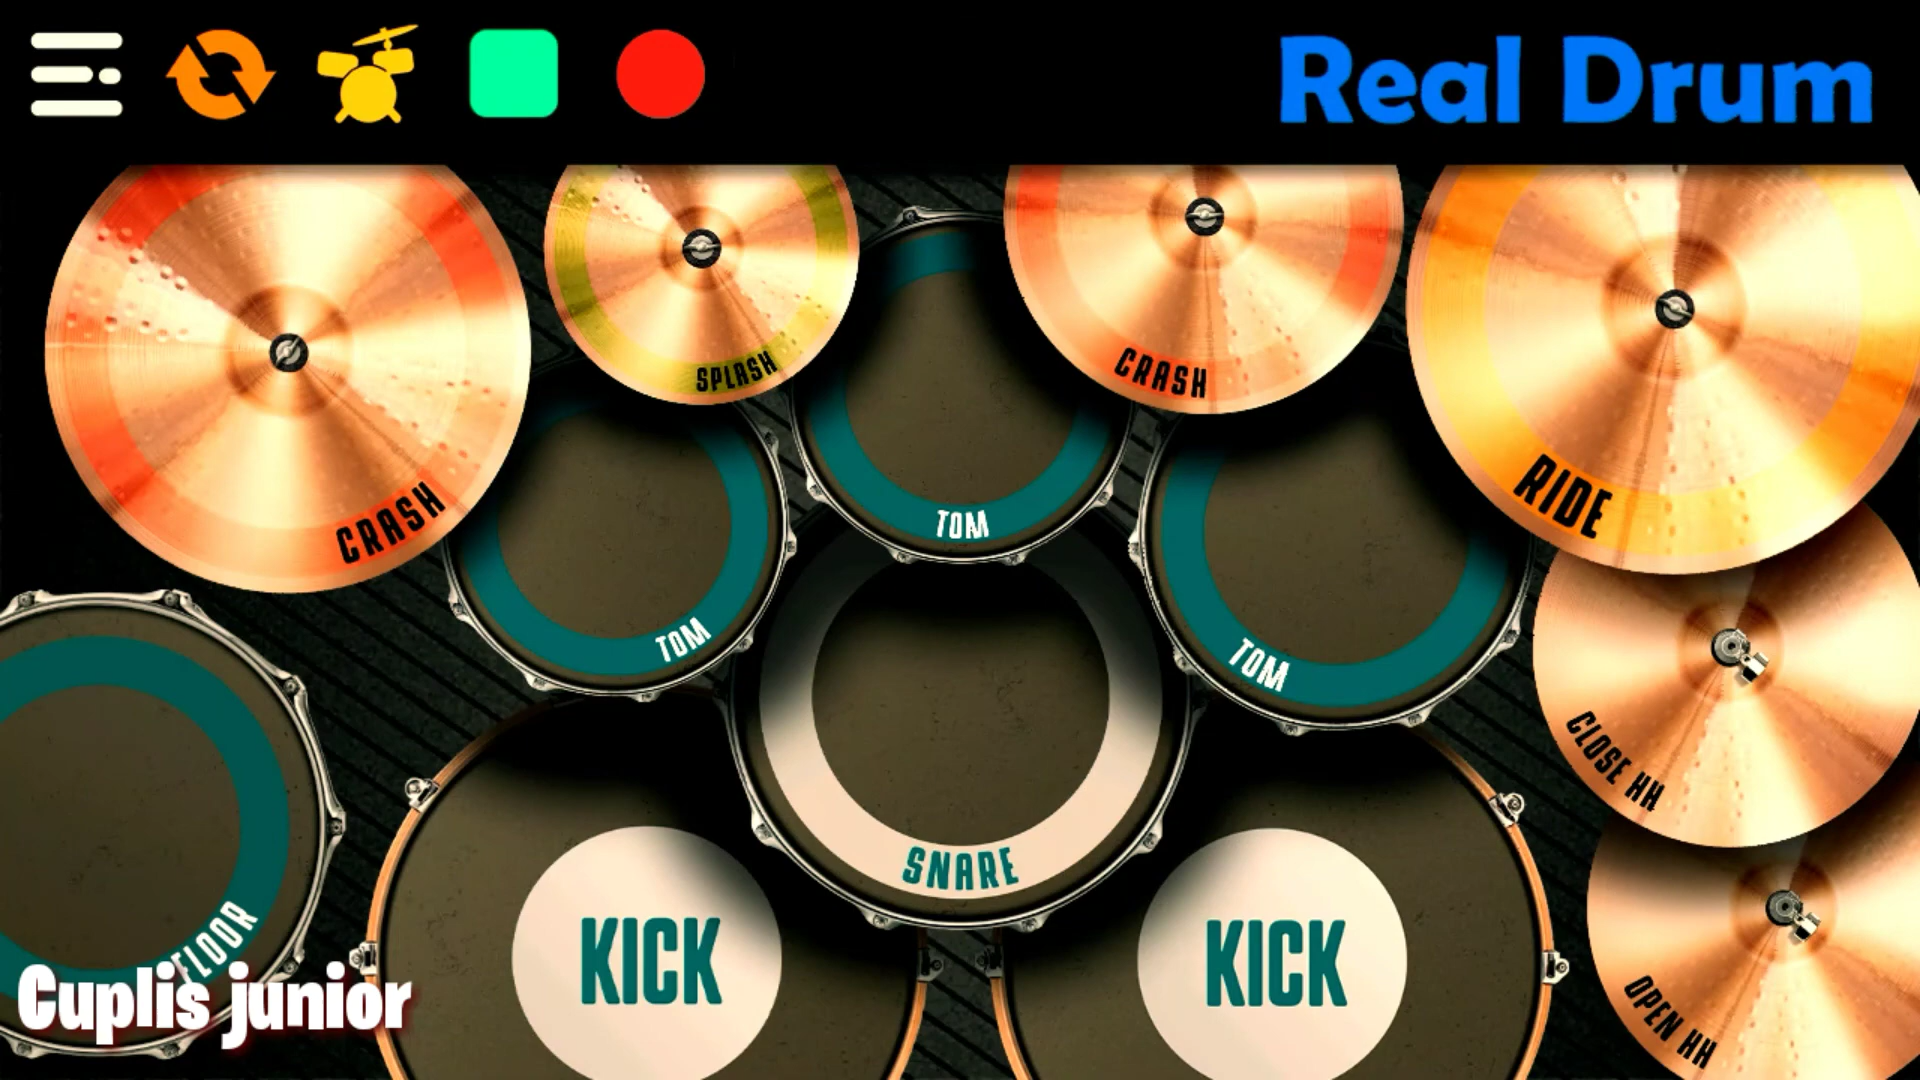 Real Drum
CRASH
SPLASH
CRASH
RIDE
TOM
TOM
TOM
CLOSE HH
SNARE
FLOOR
KICK
KICK
OPEN HH
Cuplis junior